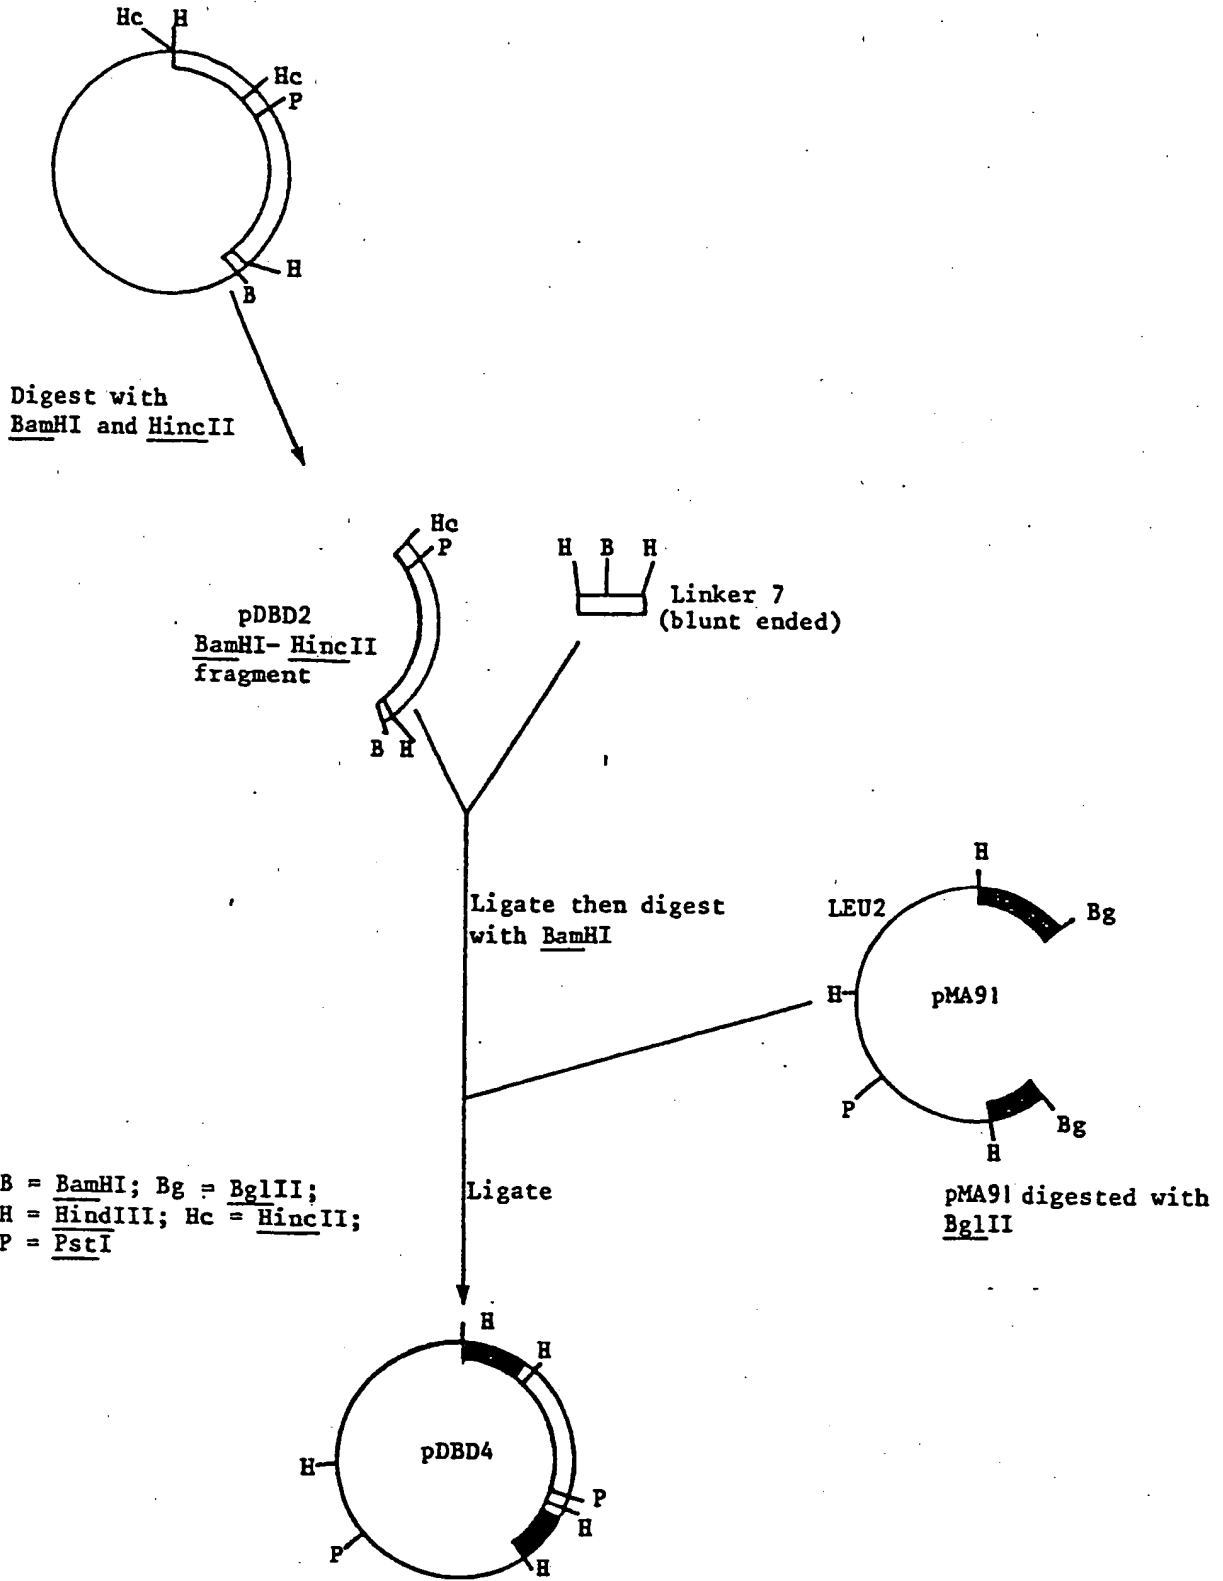 Hc H
Hc
P
H
B
Digest with
BamHI and HincII
Hc
P
pDBD2
BamHI- HincII
fragment
B H
H B H
Linker 7
(blunt ended)
Ligate then digest
with BamHI
H
LEU2
Bg
H
pMA91
P
Bg
H
pMA91 digested with
BglII
B = BamHI; Bg = BglII;
H = HindIII; Hc = HincII;
P = PstI
Ligate
H
H
pDBD4
H
P
H
P
H